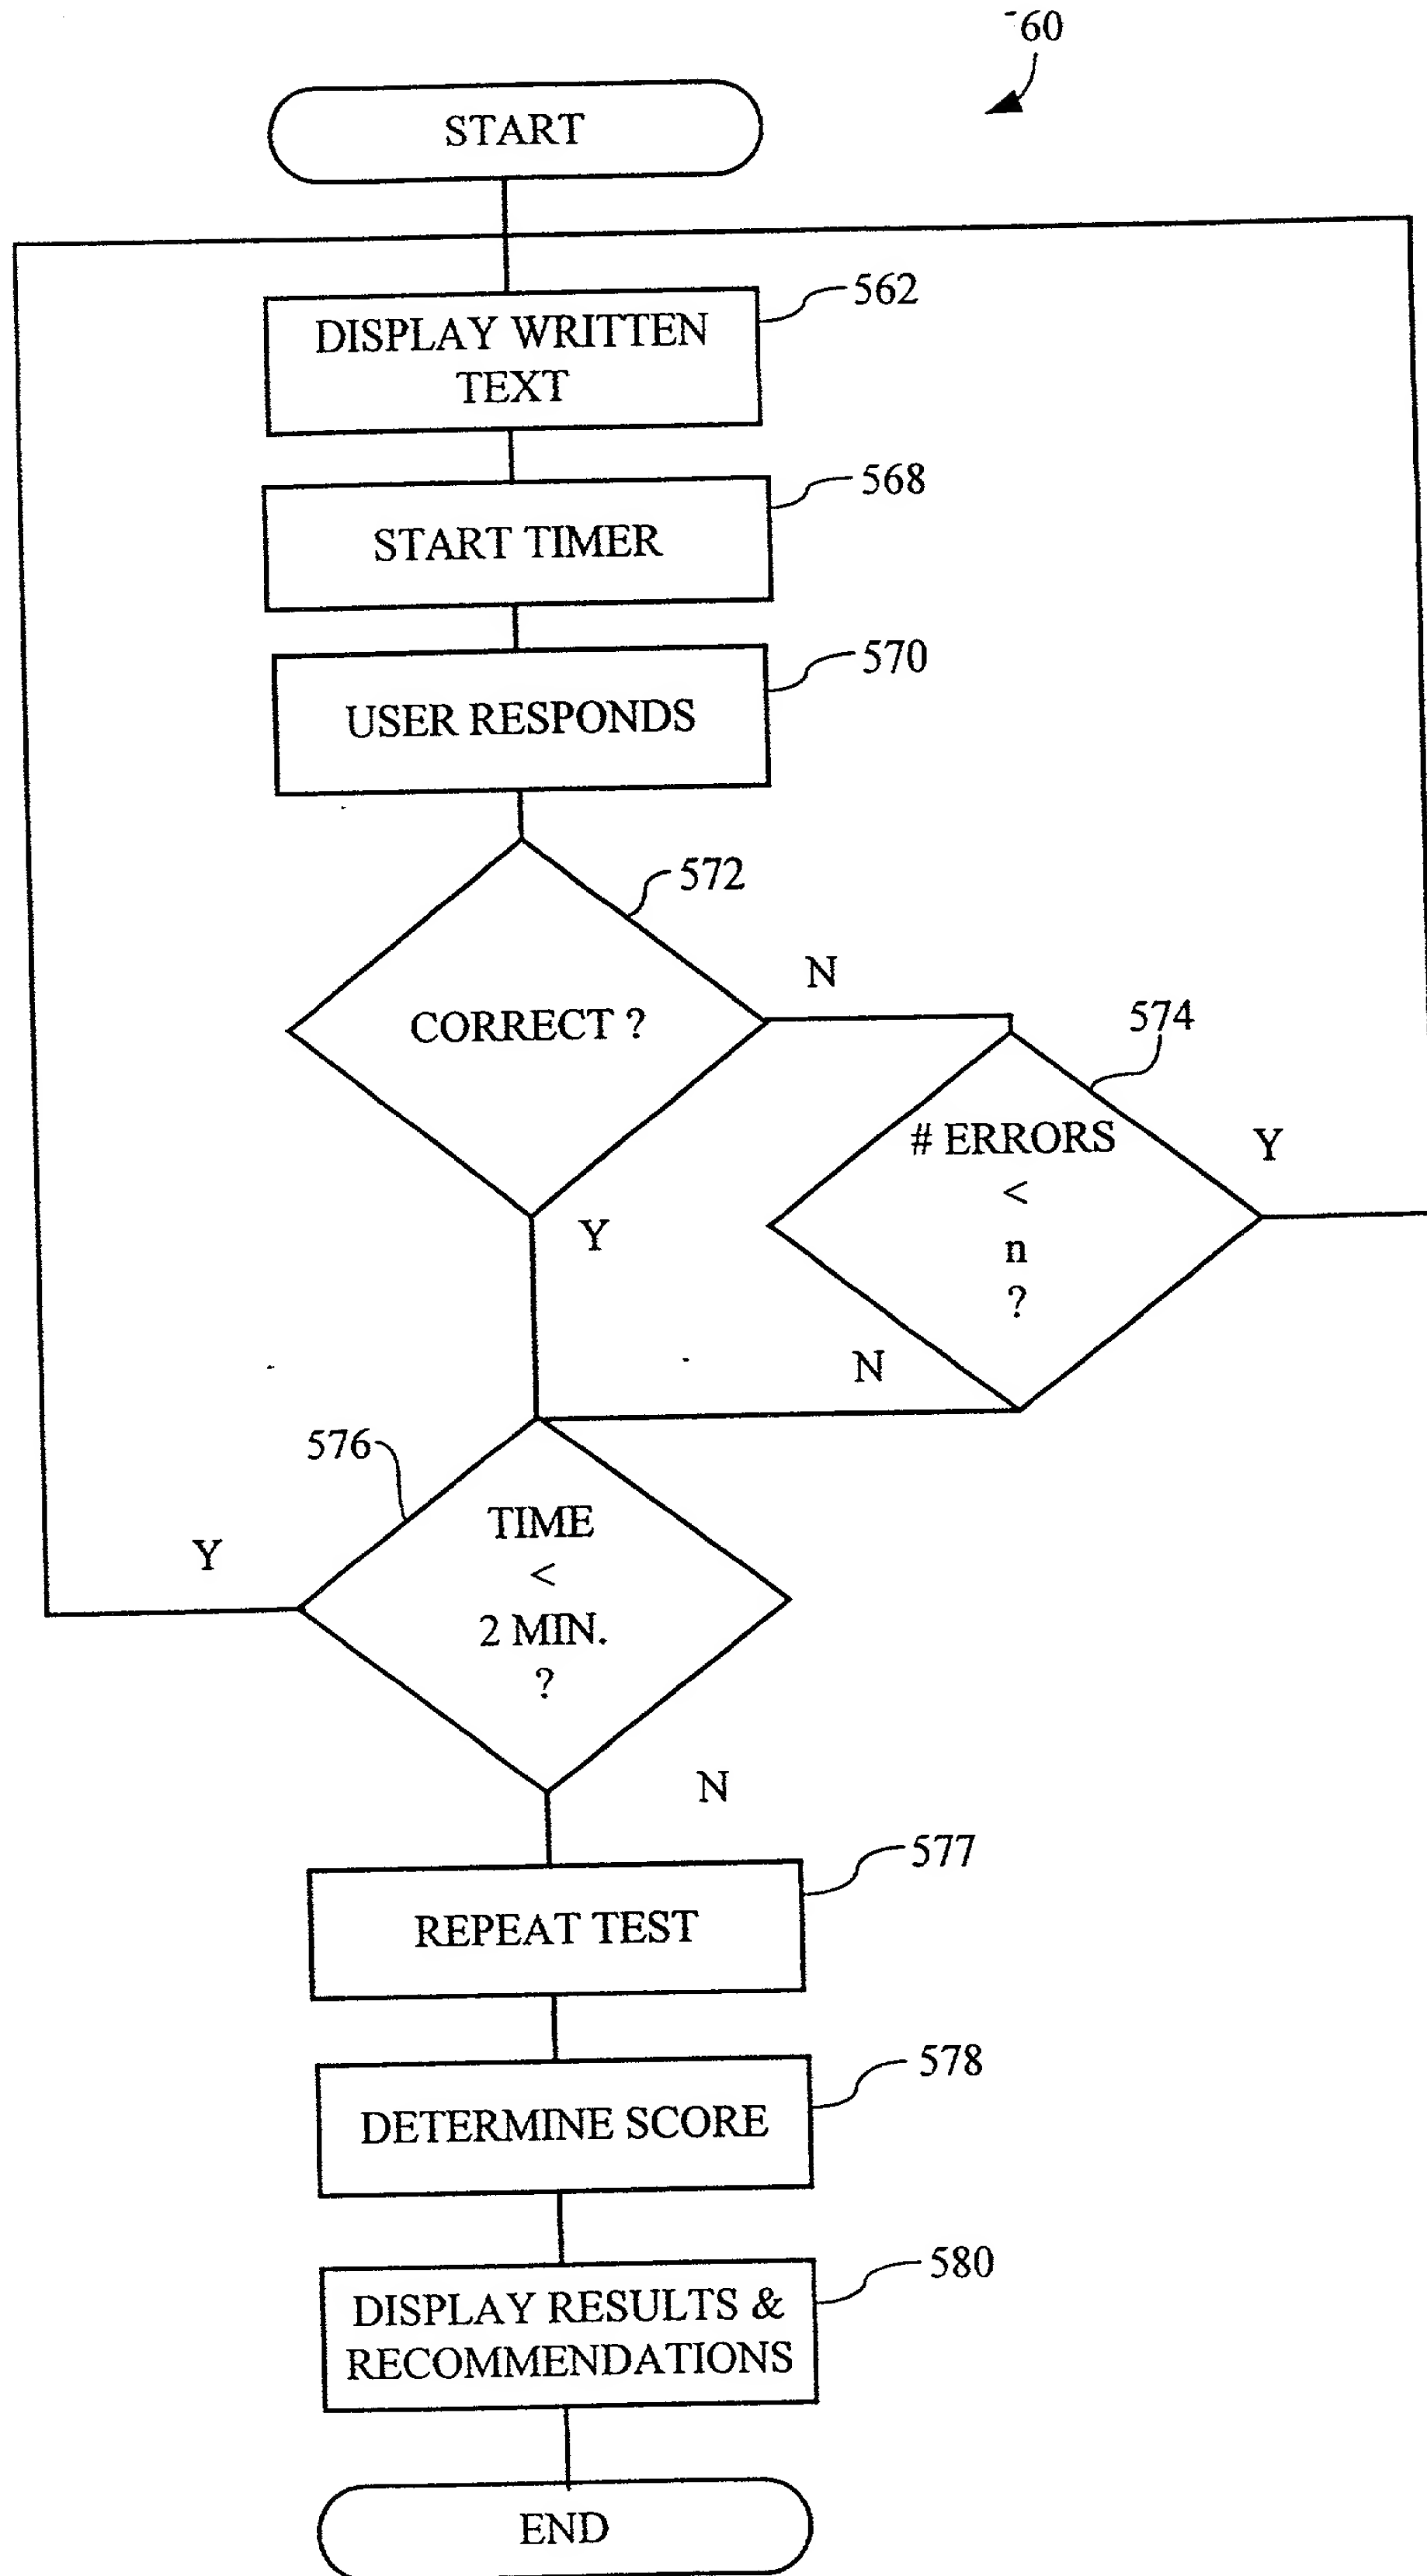 60
START
562
DISPLAY WRITTEN
TEXT
568
START TIMER
570
USER RESPONDS
572
N
CORRECT ?
574
# ERRORS
<
n
?
Y
Y
N
576
TIME
<
2 MIN.
?
Y
N
577
REPEAT TEST
578
DETERMINE SCORE
580
DISPLAY RESULTS &
RECOMMENDATIONS
END